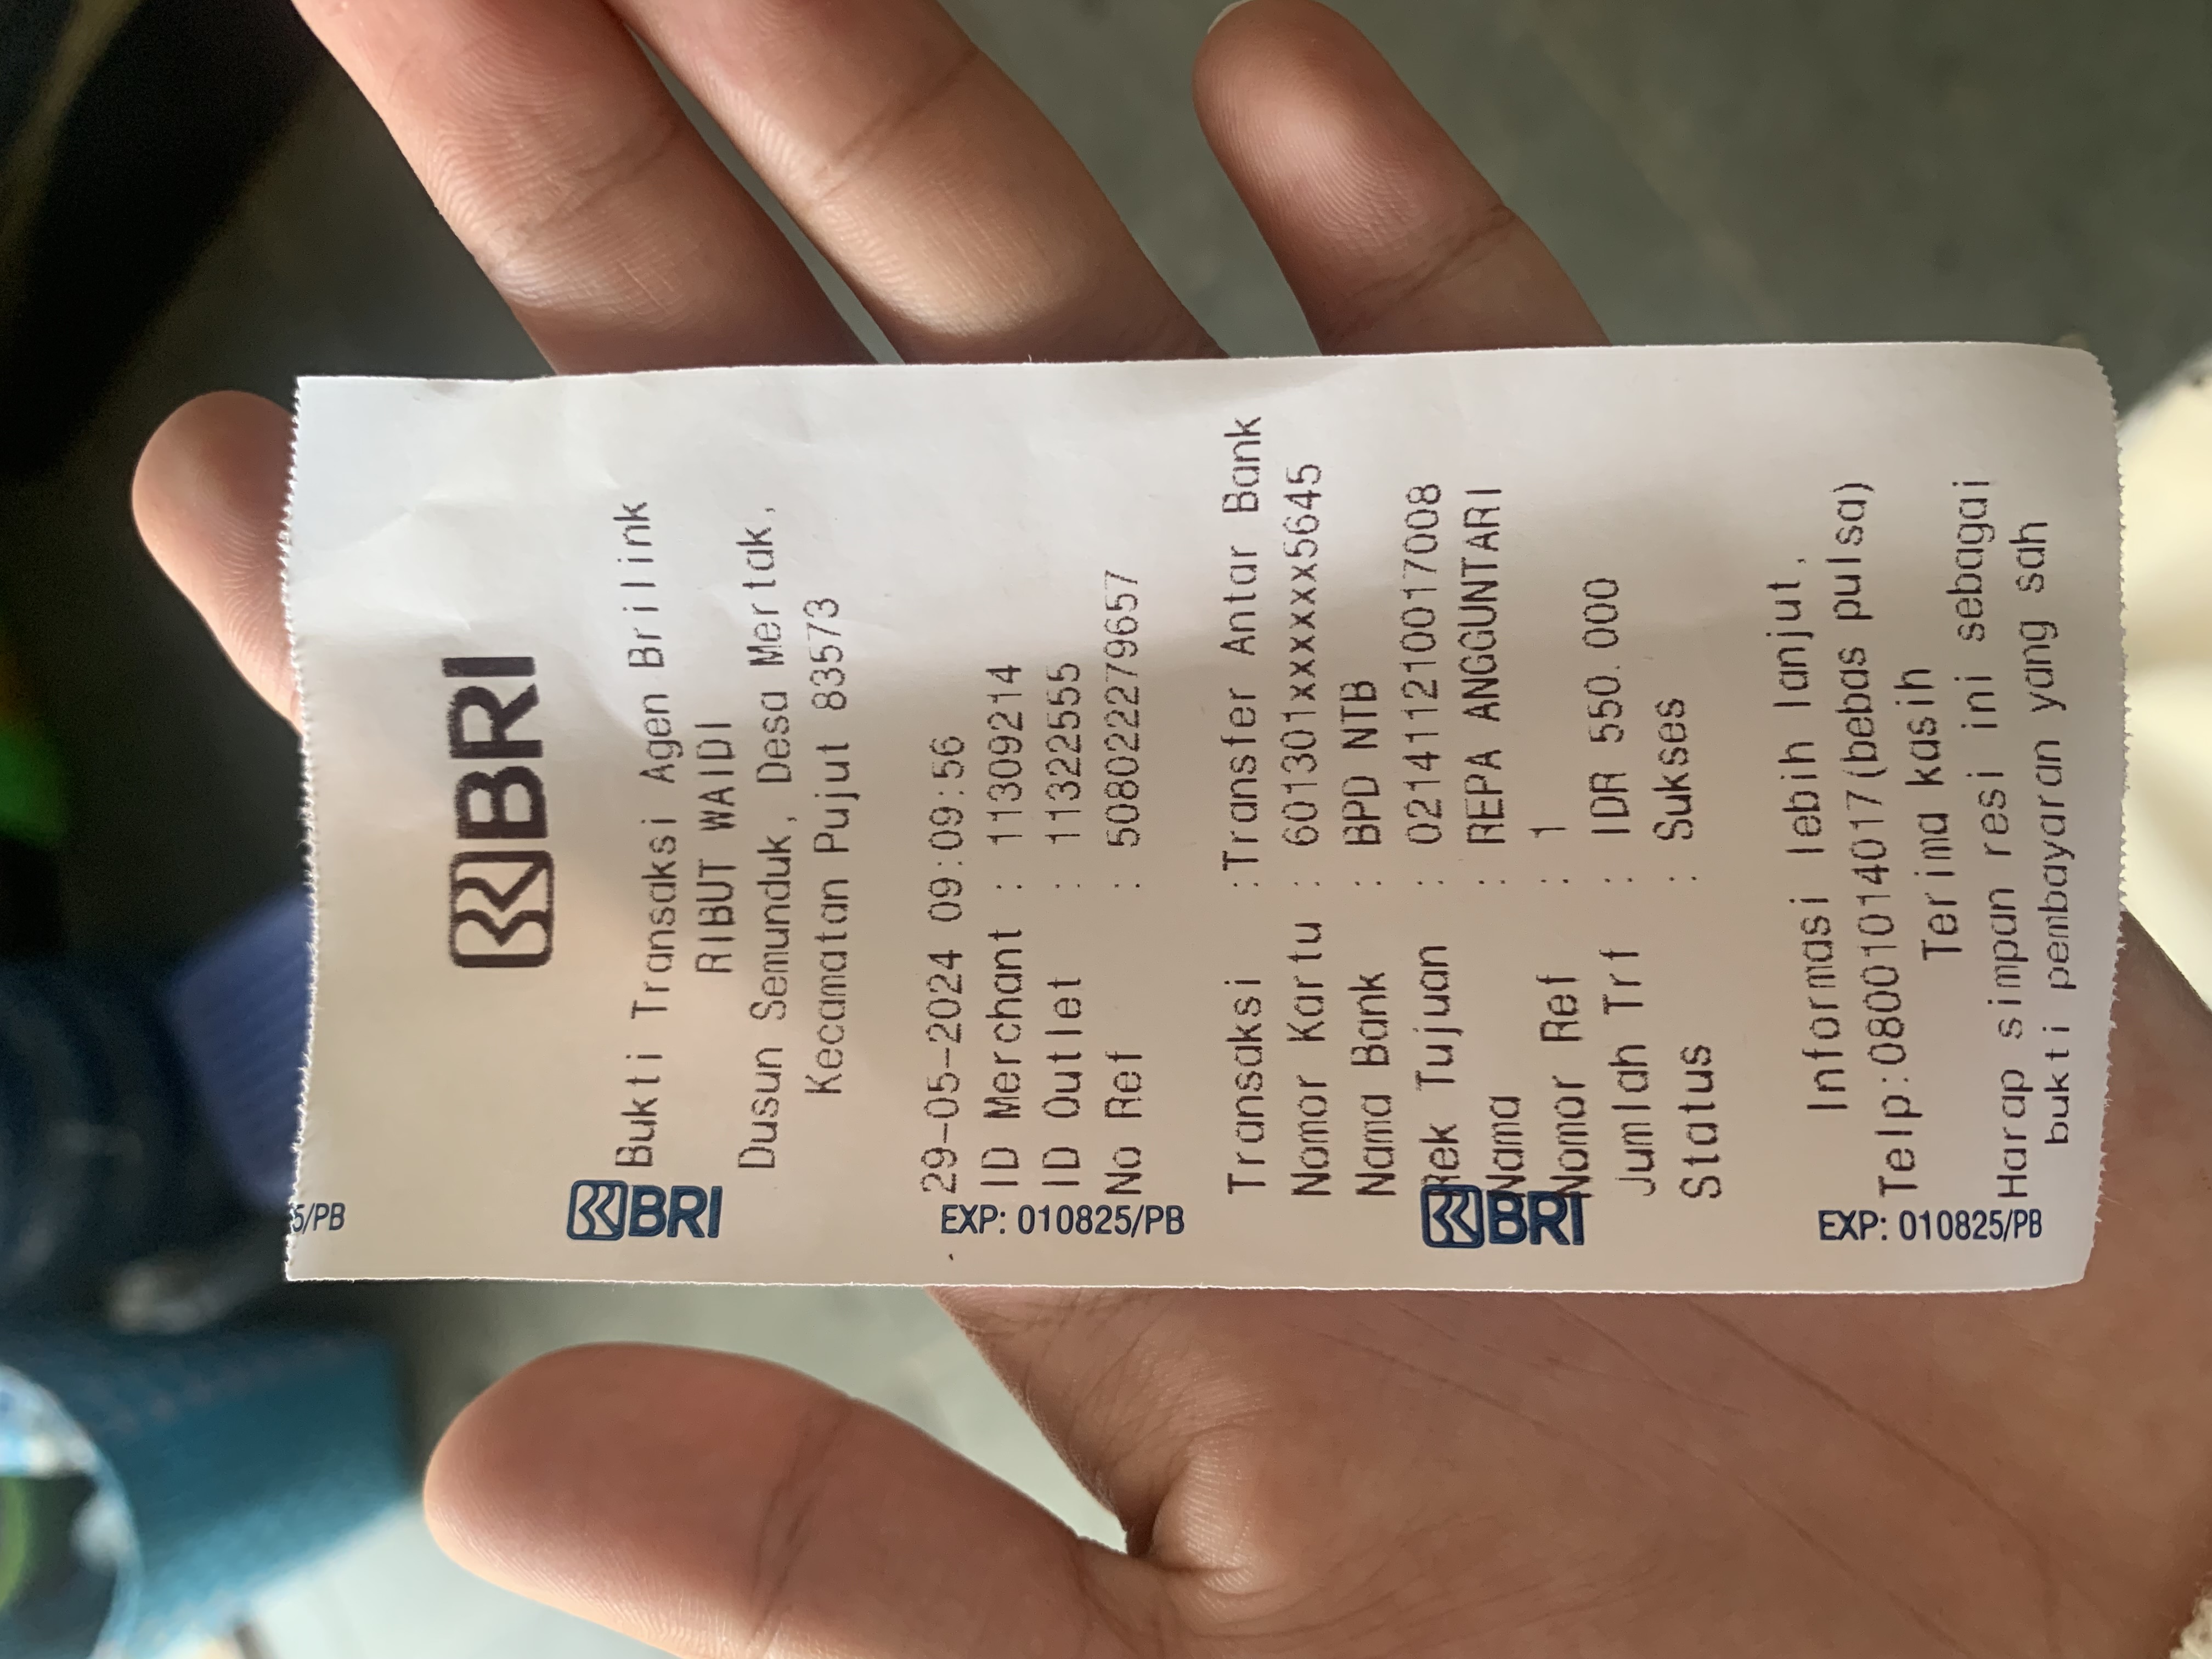 BRI
Bukti Transaksi Agen Brilink
RIBUT WAIDI
Dusun Semunduk, Desa Mertak,
Kecamatan Pujut 83573
29-05-2024 09:09:56
ID Merchant : 11309214
ID Outlet : 11322555
No Ref : 508022279657
Transaksi :Transfer Antar Bank
Nomor Kartu : 601301xxxxxx5645
Nama Bank : BPD NTB
Rek Tujuan : 021411210017008
Nama : REPA ANGGUNTARI
Nomor Ref : 1
Jumlah Trf : IDR 550.000
Status : Sukses
Informasi lebih lanjut,
Telp:08001014017(bebas pulsa)
Terima kasih
Harap simpan resi ini sebagai
bukti pembayaran yang sah
5/PB
BRI
EXP: 010825/PB
BRI
EXP: 010825/PB